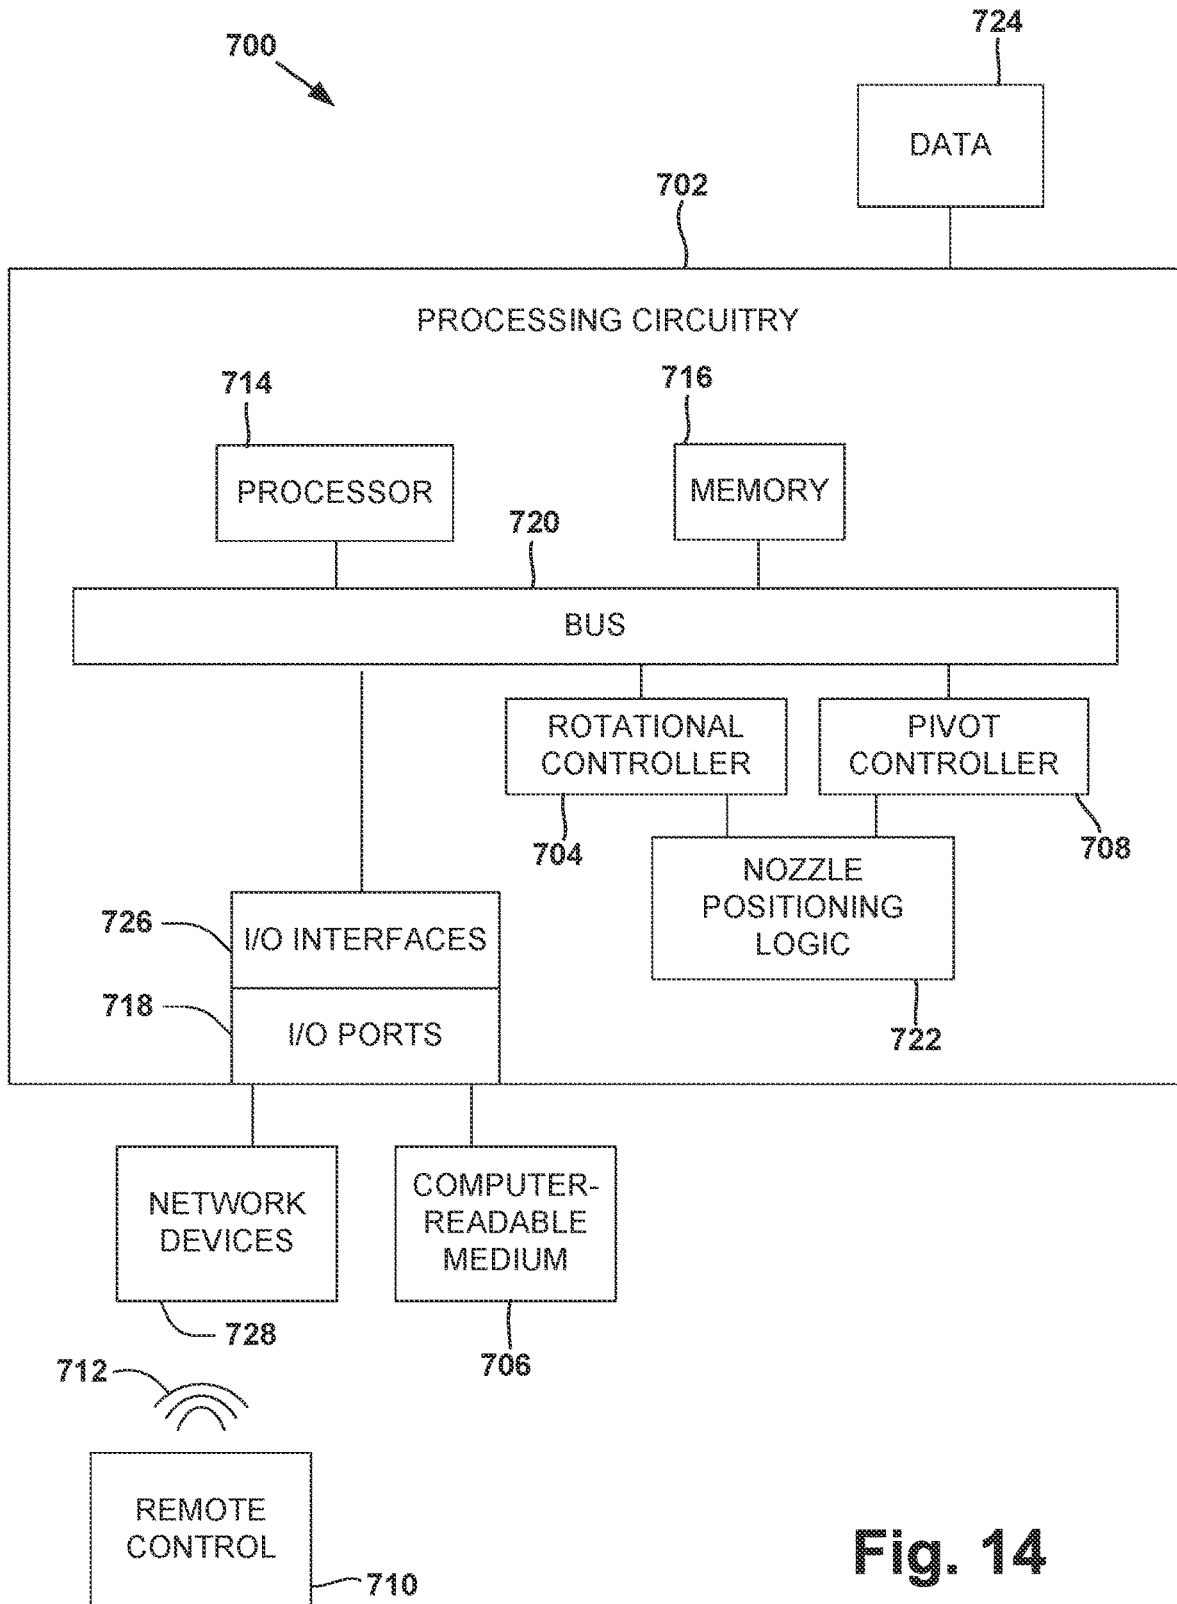 700
724
DATA
702
PROCESSING CIRCUITRY
714
716
PROCESSOR
MEMORY
720
BUS
ROTATIONAL
CONTROLLER
PIVOT
CONTROLLER
704
708
NOZZLE
POSITIONING
LOGIC
726
I/O INTERFACES
718
I/O PORTS
722
NETWORK
DEVICES
COMPUTER-
READABLE
MEDIUM
728
706
712
REMOTE
CONTROL
710
Fig. 14